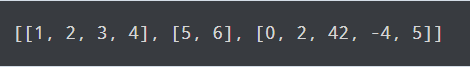 [[1, 2, 3, 4], [5, 6], [0, 2, 42, -4, 5]]